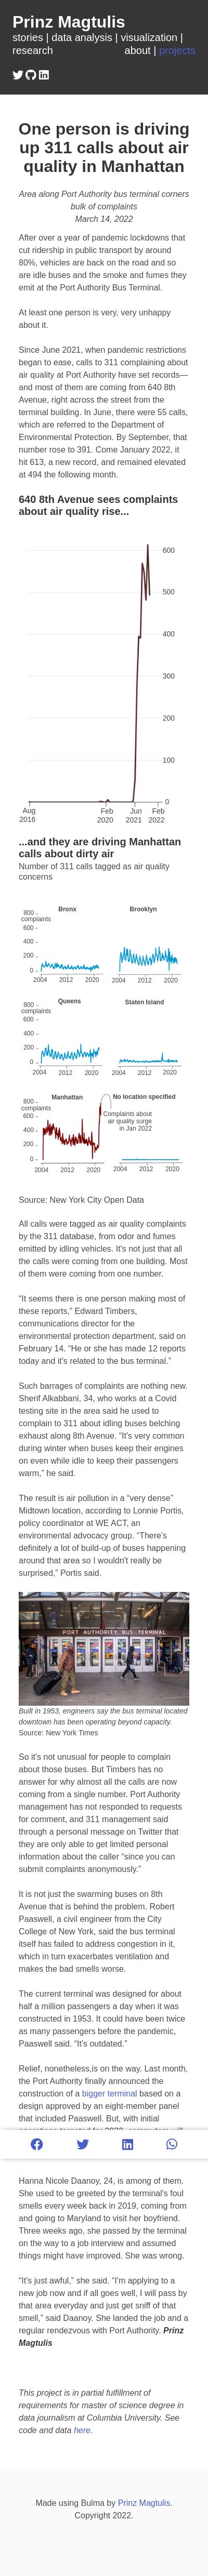 Prinz Magtulis
stories | data analysis | visualization |
research about | projects
One person is driving
up 311 calls about air
quality in Manhattan
Area along Port Authority bus terminal corners
bulk of complaints
March 14, 2022
After over a year of pandemic lockdowns that
cut ridership in public transport by around
80%, vehicles are back on the road and so
are idle buses and the smoke and fumes they
emit at the Port Authority Bus Terminal.
At least one person is very, very unhappy
about it.
Since June 2021, when pandemic restrictions
began to ease, calls to 311 complaining about
air quality at Port Authority have set records—
and most of them are coming from 640 8th
Avenue, right across the street from the
terminal building. In June, there were 55 calls,
which are referred to the Department of
Environmental Protection. By September, that
number rose to 391. Come January 2022, it
hit 613, a new record, and remained elevated
at 494 the following month.
640 8th Avenue sees complaints
about air quality rise...
600
500
400
300
200
100
0
Aug
2016
Feb
2020
Jun
2021
Feb
2022
...and they are driving Manhattan
calls about dirty air
Number of 311 calls tagged as air quality
concerns
Bronx
Brooklyn
800
complaints
600
400
200
0
2004 2012 2020
2004 2012 2020
Queens
Staten Island
800
complaints
600
400
200
0
2004 2012 2020
2004 2012 2020
Manhattan
No location specified
800
complaints
600
400
200
0
Complaints about
air quality surge
in Jan 2022
2004 2012 2020
2004 2012 2020
Source: New York City Open Data
All calls were tagged as air quality complaints
by the 311 database, from odor and fumes
emitted by idling vehicles. It's not just that all
the calls were coming from one building. Most
of them were coming from one number.
“It seems there is one person making most of
these reports,” Edward Timbers,
communications director for the
environmental protection department, said on
February 14. “He or she has made 12 reports
today and it's related to the bus terminal.”
Such barrages of complaints are nothing new.
Sherif Alkabbani, 34, who works at a Covid
testing site in the area said he used to
complain to 311 about idling buses belching
exhaust along 8th Avenue. “It's very common
during winter when buses keep their engines
on even while idle to keep their passengers
warm,” he said.
The result is air pollution in a “very dense”
Midtown location, according to Lonnie Portis,
policy coordinator at WE ACT, an
environmental advocacy group. “There's
definitely a lot of build-up of buses happening
around that area so I wouldn't really be
surprised,” Portis said.
PORT AUTHORITY BUS TERMINAL
Built in 1953, engineers say the bus terminal located
downtown has been operating beyond capacity.
Source: New York Times
So it's not unusual for people to complain
about those buses. But Timbers has no
answer for why almost all the calls are now
coming from a single number. Port Authority
management has not responded to requests
for comment, and 311 management said
through a personal message on Twitter that
they are only able to get limited personal
information about the caller “since you can
submit complaints anonymously.”
It is not just the swarming buses on 8th
Avenue that is behind the problem. Robert
Paaswell, a civil engineer from the City
College of New York, said the bus terminal
itself has failed to address congestion in it,
which in turn exacerbates ventilation and
makes the bad smells worse.
The current terminal was designed for about
half a million passengers a day when it was
constructed in 1953. It could have been twice
as many passengers before the pandemic,
Paaswell said. “It's outdated.”
Relief, nonetheless,is on the way. Last month,
the Port Authority finally announced the
construction of a bigger terminal based on a
design approved by an eight-member panel
that included Paaswell. But, with initial
Hanna Nicole Daanoy, 24, is among of them.
She used to be greeted by the terminal's foul
smells every week back in 2019, coming from
and going to Maryland to visit her boyfriend.
Three weeks ago, she passed by the terminal
on the way to a job interview and assumed
things might have improved. She was wrong.
“It's just awful,” she said. “I'm applying to a
new job now and if all goes well, I will pass by
that area everyday and just get sniff of that
smell,” said Daanoy. She landed the job and a
regular rendezvous with Port Authority. Prinz
Magtulis
This project is in partial fulfillment of
requirements for master of science degree in
data journalism at Columbia University. See
code and data here.
Made using Bulma by Prinz Magtulis.
Copyright 2022.